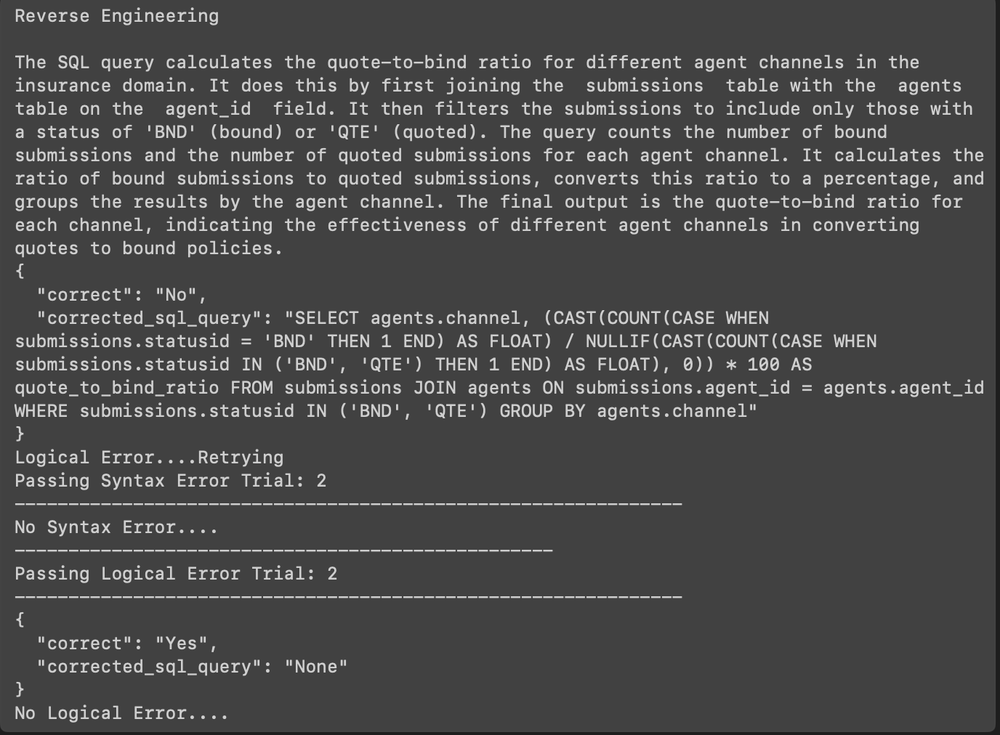 Reverse Engineering
The SQL query calculates the quote-to-bind ratio for different agent channels in the
insurance domain. It does this by first joining the  submissions  table with the  agents
table on the  agent_id  field. It then filters the submissions to include only those with
a status of 'BND' (bound) or 'QTE' (quoted). The query counts the number of bound
submissions and the number of quoted submissions for each agent channel. It calculates the
ratio of bound submissions to quoted submissions, converts this ratio to a percentage, and
groups the results by the agent channel. The final output is the quote-to-bind ratio for
each channel, indicating the effectiveness of different agent channels in converting
quotes to bound policies.
{
  "correct": "No",
  "corrected_sql_query": "SELECT agents.channel, (CAST(COUNT(CASE WHEN
submissions.statusid = 'BND' THEN 1 END) AS FLOAT) / NULLIF(CAST(COUNT(CASE WHEN
submissions.statusid IN ('BND', 'QTE') THEN 1 END) AS FLOAT), 0)) * 100 AS
quote_to_bind_ratio FROM submissions JOIN agents ON submissions.agent_id = agents.agent_id
WHERE submissions.statusid IN ('BND', 'QTE') GROUP BY agents.channel"
}
Logical Error....Retrying
Passing Syntax Error Trial: 2
--------------------------------------------------------------
No Syntax Error....
--------------------------------------------------
Passing Logical Error Trial: 2
--------------------------------------------------------------
{
  "correct": "Yes",
  "corrected_sql_query": "None"
}
No Logical Error....